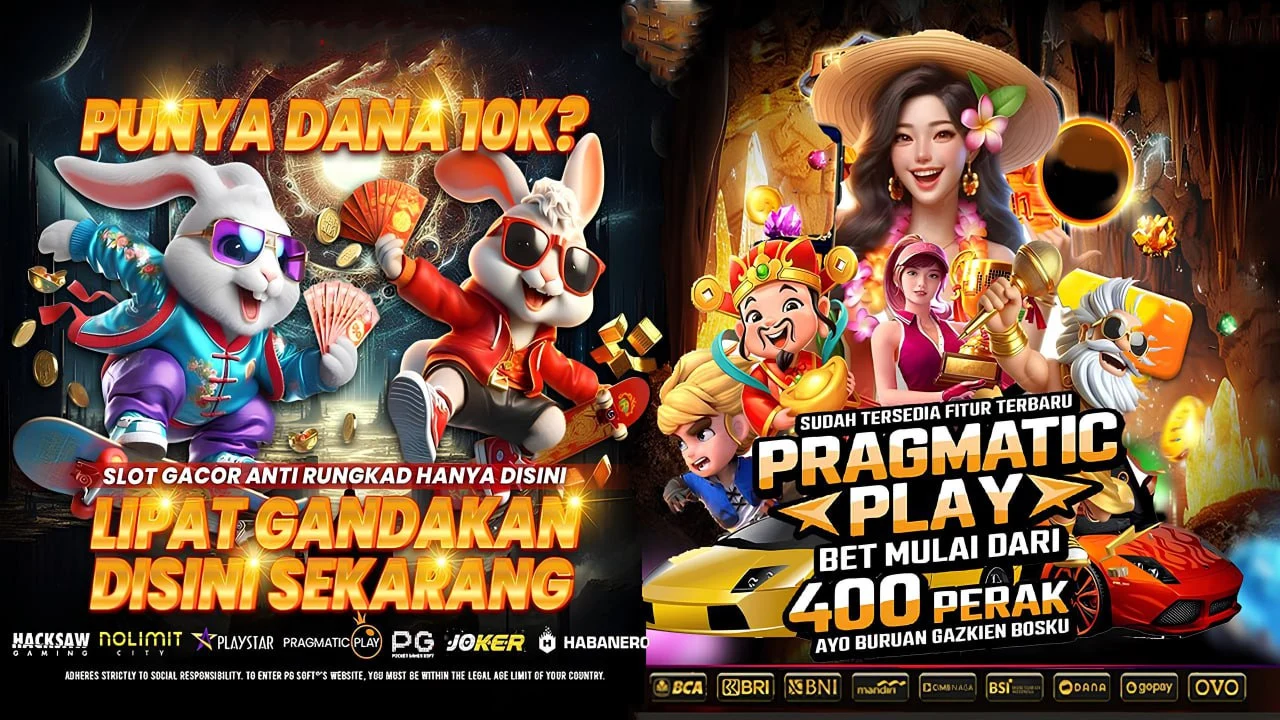 PUNYA DANA 10K?
SLOT GACOR ANTI RUNGKAD HANYA DISINI
LIPAT GANDAKAN
DISINI SEKARANG
HACKSAW GAMING
NOLIMIT CITY
PLAYSTAR
PRAGMATIC PLAY
PG
JOKER
HABANERO
ADHERES STRICTLY TO SOCIAL RESPONSIBILITY. TO ENTER PG SOFT®'S WEBSITE, YOU MUST BE WITHIN THE LEGAL AGE LIMIT OF YOUR COUNTRY.
SUDAH TERSEDIA FITUR TERBARU
PRAGMATIC
PLAY
BET MULAI DARI
400 PERAK
AYO BURUAN GAZKIEN BOSKU
BCA
BRI
BNI
mandiri
CIMB NIAGA
BSI
DANA
gopay
OVO